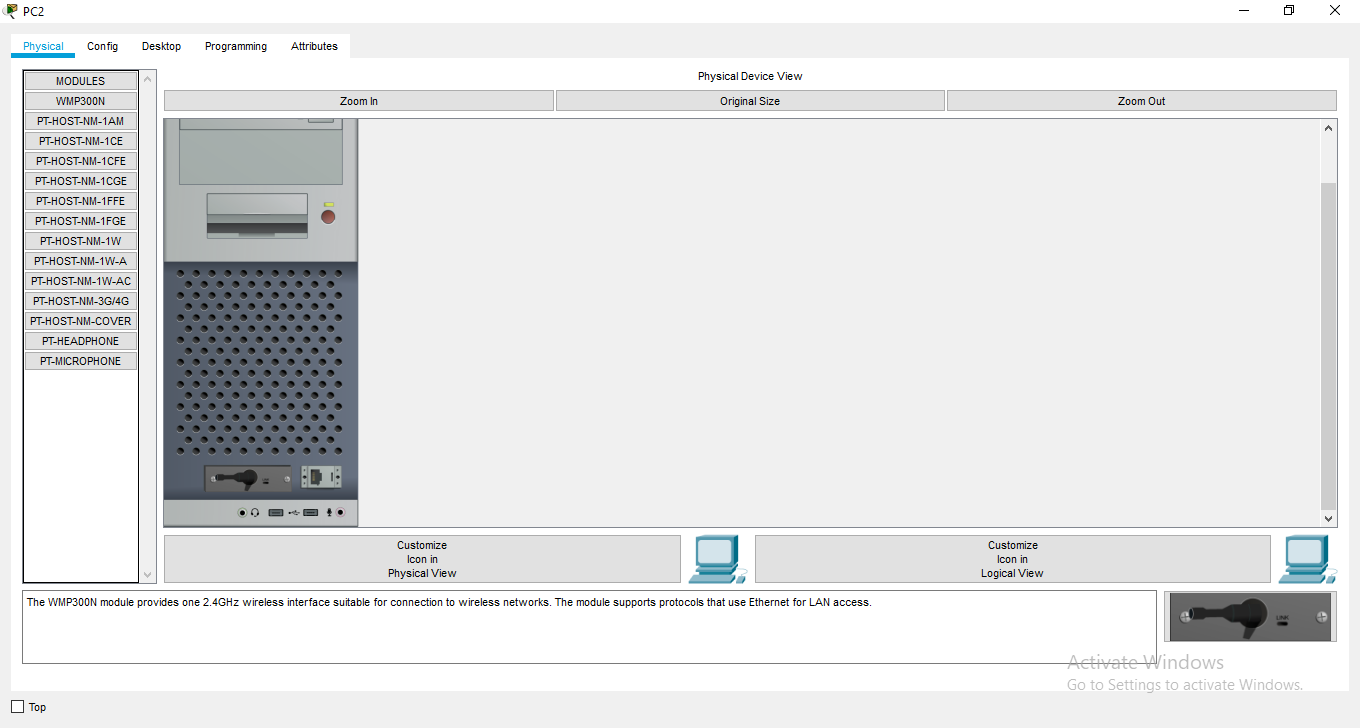 PC2
Physical
Config
Desktop
Programming
Attributes
MODULES
WMP300N
PT-HOST-NM-1AM
PT-HOST-NM-1CE
PT-HOST-NM-1CFE
PT-HOST-NM-1CGE
PT-HOST-NM-1FFE
PT-HOST-NM-1FGE
PT-HOST-NM-1W
PT-HOST-NM-1W-A
PT-HOST-NM-1W-AC
PT-HOST-NM-3G/4G
PT-HOST-NM-COVER
PT-HEADPHONE
PT-MICROPHONE
Physical Device View
Zoom In
Original Size
Zoom Out
Customize
Icon in
Physical View
Customize
Icon in
Logical View
The WMP300N module provides one 2.4GHz wireless interface suitable for connection to wireless networks. The module supports protocols that use Ethernet for LAN access.
LINK
Activate Windows
Go to Settings to activate Windows.
Top